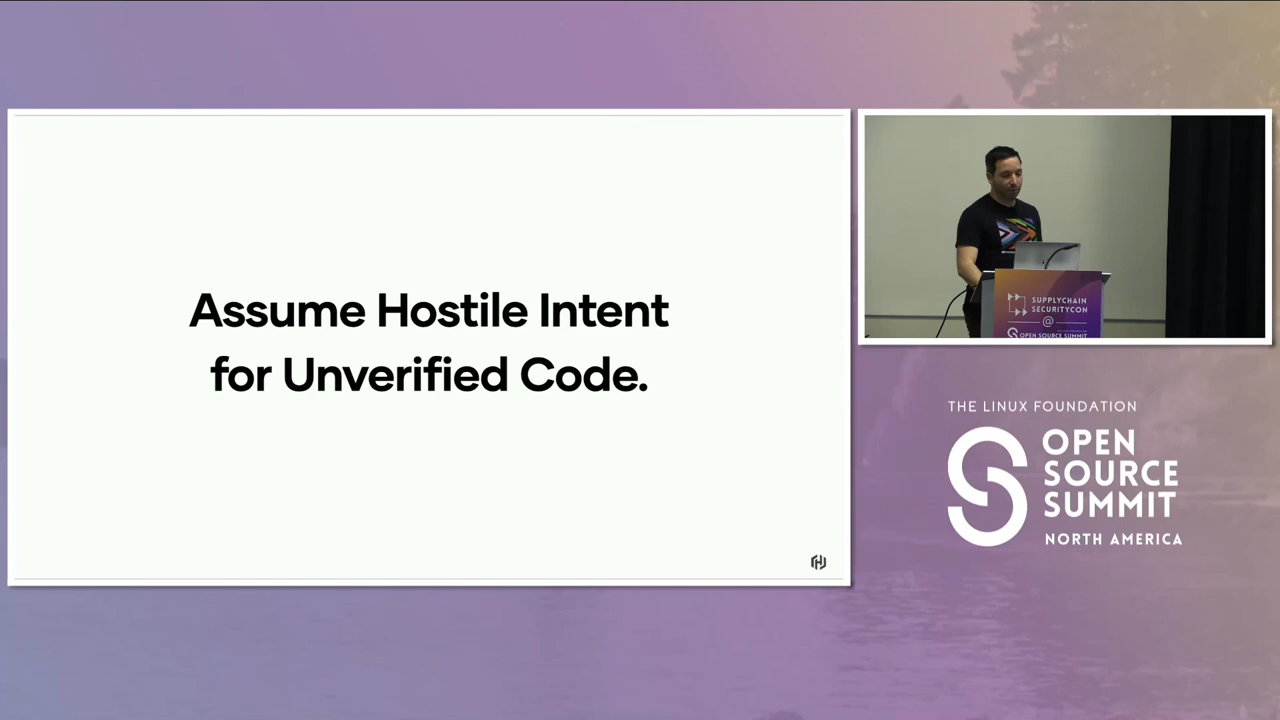 Assume Hostile Intent
for Unverified Code.
SUPPLYCHAIN
SECURITYCON
@
OPEN SOURCE SUMMIT
THE LINUX FOUNDATION
OPEN
SOURCE
SUMMIT
NORTH AMERICA